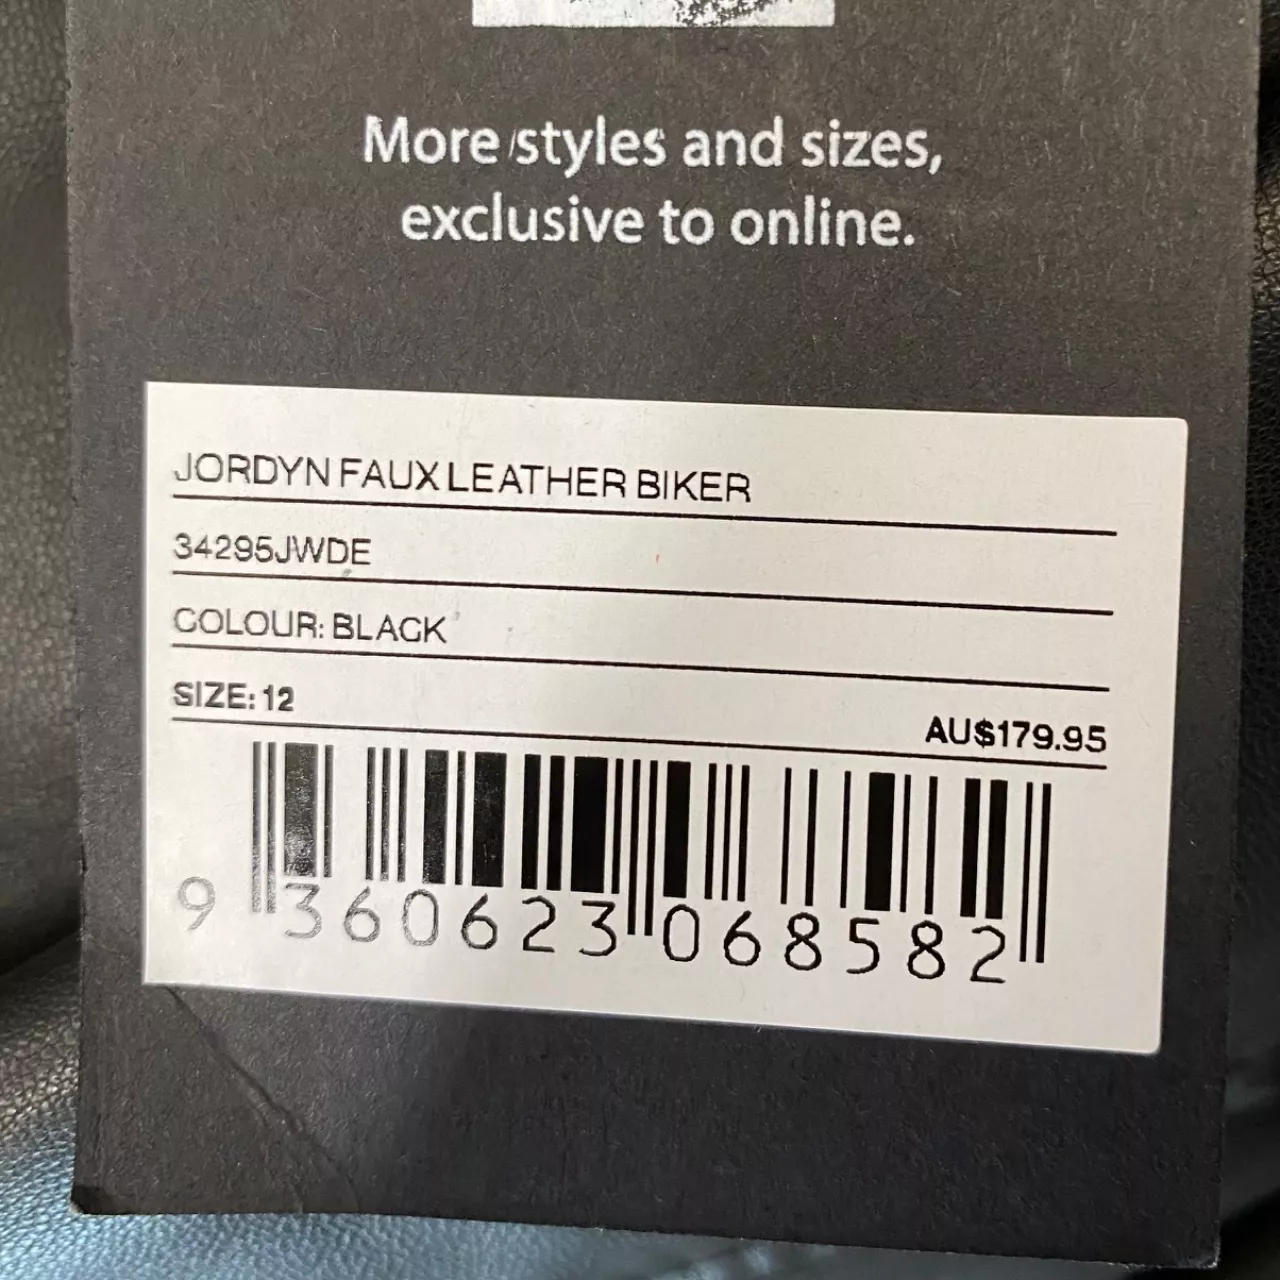 More styles and sizes,
exclusive to online.
JORDYN FAUX LEATHER BIKER
34295JWDE
COLOUR: BLACK
SIZE: 12
AU$179.95
9 360623 068582